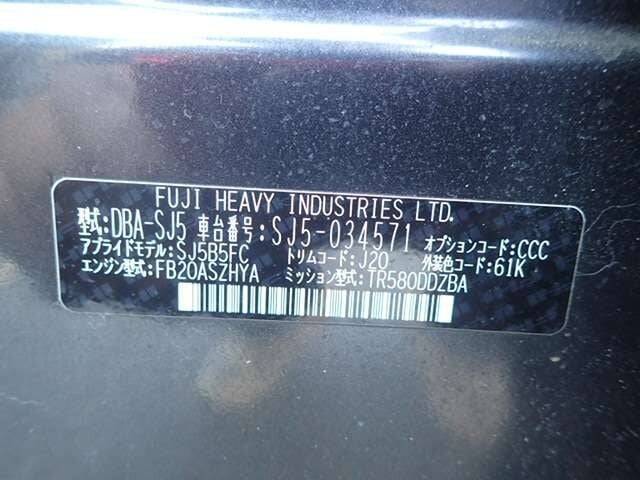 FUJI HEAVY INDUSTRIES LTD.
型式:DBA-SJ5 車台番号:SJ5-034571 オプションコード:CCC
アプライドモデル:SJ5B5FC トリムコード:J20 外装色コード:61K
エンジン型式:FB20ASZHYA ミッション型式:TR580DDZBA